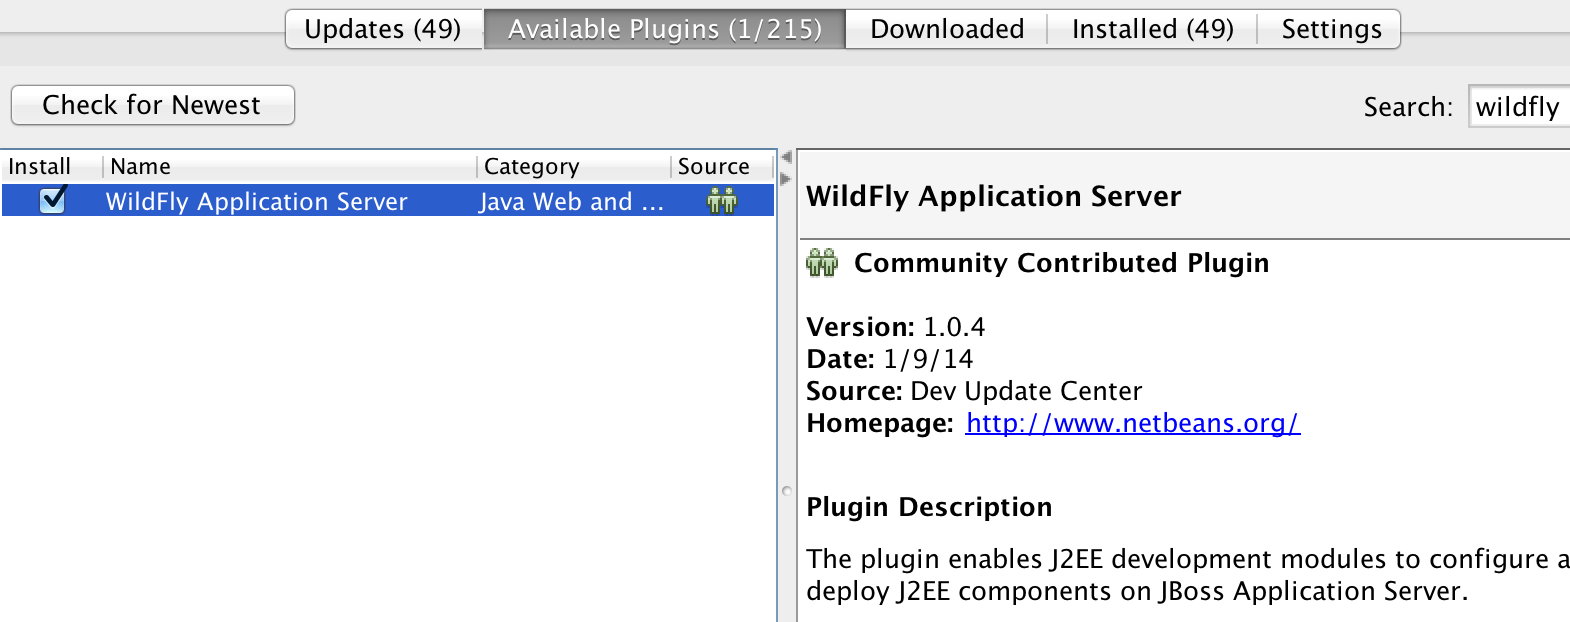 Updates (49) Available Plugins (1/215) Downloaded Installed (49) Settings
Check for Newest
Search: wildfly
Install Name Category Source
WildFly Application Server Java Web and ...
WildFly Application Server
Community Contributed Plugin
Version: 1.0.4
Date: 1/9/14
Source: Dev Update Center
Homepage: http://www.netbeans.org/
Plugin Description
The plugin enables J2EE development modules to configure a
deploy J2EE components on JBoss Application Server.